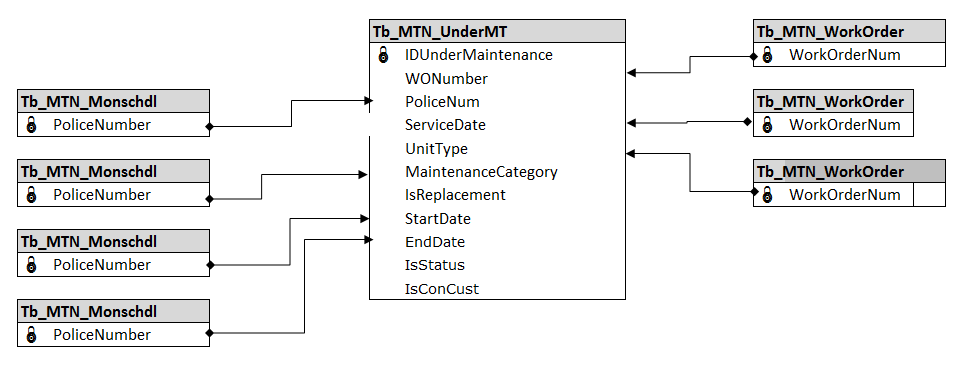 Tb_MTN_Monschdl
PoliceNumber
Tb_MTN_Monschdl
PoliceNumber
Tb_MTN_Monschdl
PoliceNumber
Tb_MTN_Monschdl
PoliceNumber
Tb_MTN_UnderMT
IDUnderMaintenance
WONumber
PoliceNum
ServiceDate
UnitType
MaintenanceCategory
IsReplacement
StartDate
EndDate
IsStatus
IsConCust
Tb_MTN_WorkOrder
WorkOrderNum
Tb_MTN_WorkOrder
WorkOrderNum
Tb_MTN_WorkOrder
WorkOrderNum